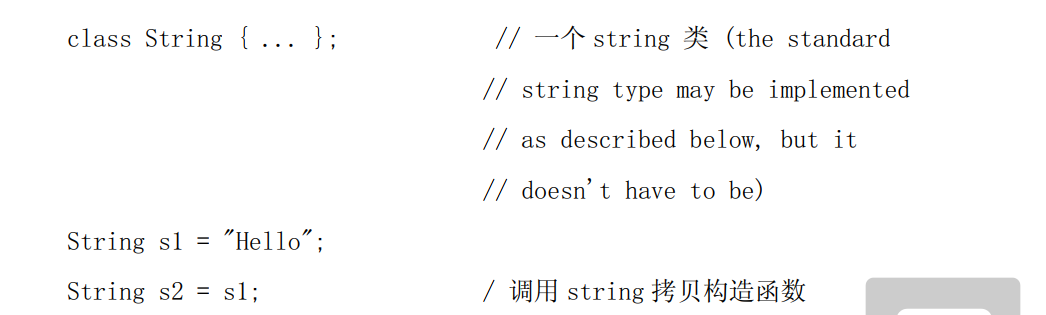 class String { ... }; // 一个 string 类 (the standard
// string type may be implemented
// as described below, but it
// doesn't have to be)
String s1 = "Hello";
String s2 = s1; / 调用 string 拷贝构造函数